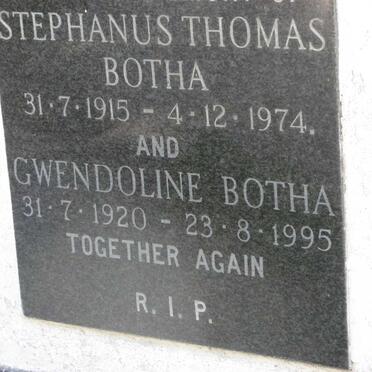 STEPHANUS THOMAS
BOTHA
31·7·1915 - 4·12·1974.
AND
GWENDOLINE BOTHA
31·7·1920 - 23·8·1995
TOGETHER AGAIN
R.I.P.